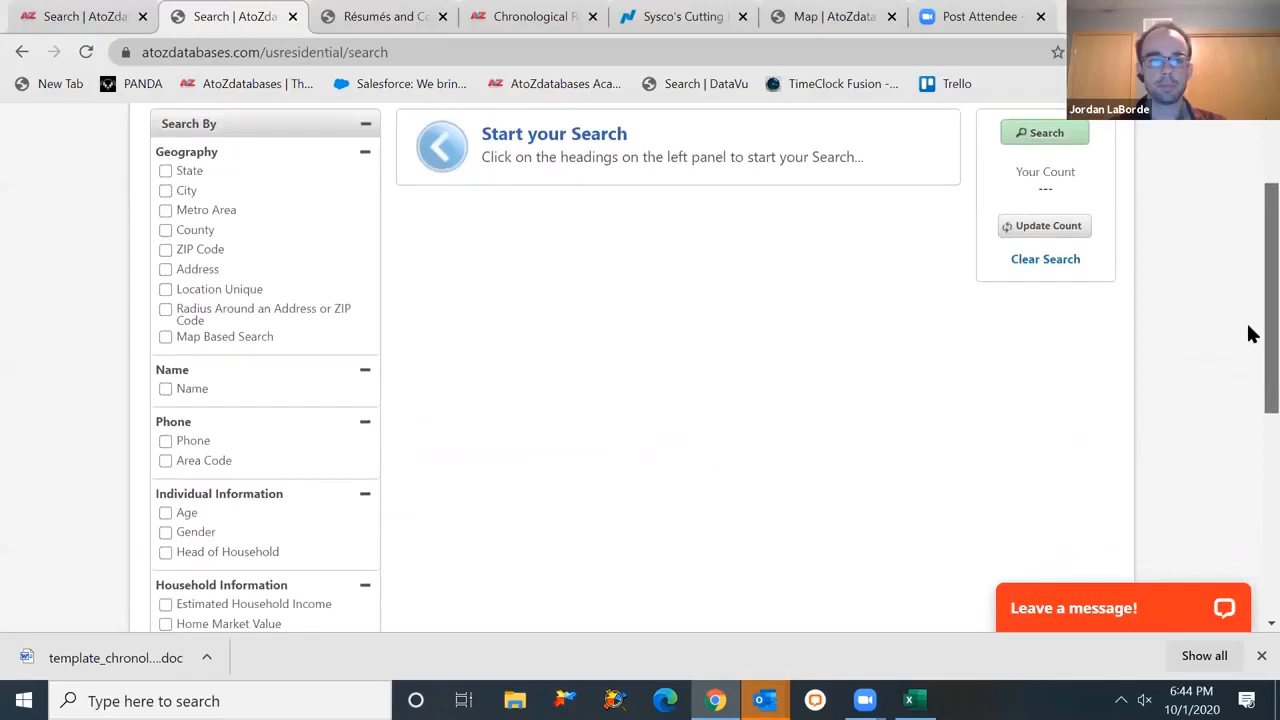 Search | AtoZda
Search | AtoZda
Résumés and Co
Chronological R
Sysco's Cutting
Map | AtoZdata
Post Attendee -
atozdatabases.com/usresidential/search
New Tab
PANDA
AtoZdatabases | Th...
Salesforce: We brin...
AtoZdatabases Aca...
Search | DataVu
TimeClock Fusion -...
Trello
Jordan LaBorde
Search By
Geography
State
City
Metro Area
County
ZIP Code
Address
Location Unique
Radius Around an Address or ZIP
Code
Map Based Search
Name
Name
Phone
Phone
Area Code
Individual Information
Age
Gender
Head of Household
Household Information
Estimated Household Income
Home Market Value
Start your Search
Click on the headings on the left panel to start your Search...
Search
Your Count
---
Update Count
Clear Search
Leave a message!
template_chronol....doc
Show all
Type here to search
6:44 PM
10/1/2020